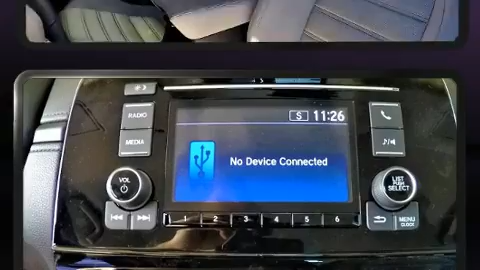 RADIO
MEDIA
VOL
S 11:26
No Device Connected
LIST
PUSH
SELECT
1 2 3 4 5 6
MENU
CLOCK